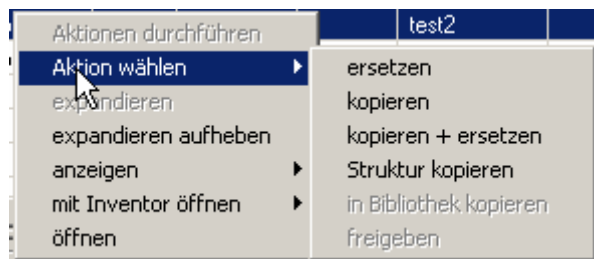 test2
Aktionen durchführen
Aktion wählen
expandieren
expandieren aufheben
anzeigen
mit Inventor öffnen
öffnen
ersetzen
kopieren
kopieren + ersetzen
Struktur kopieren
in Bibliothek kopieren
freigeben